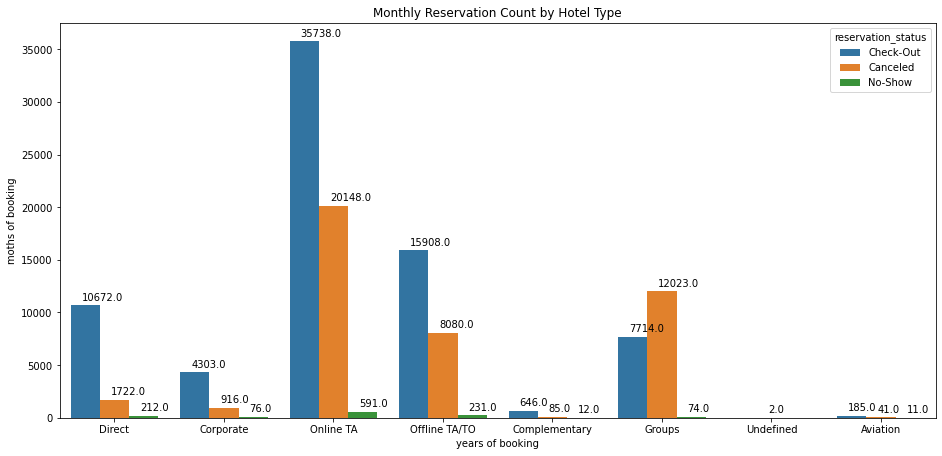 Monthly Reservation Count by Hotel Type
reservation_status
Check-Out
Canceled
No-Show
moths of booking
35000
30000
25000
20000
15000
10000
5000
0
10672.0
1722.0
212.0
4303.0
916.0
76.0
35738.0
20148.0
591.0
15908.0
8080.0
231.0
646.0
85.0
12.0
7714.0
12023.0
74.0
2.0
185.0
41.0
11.0
Direct
Corporate
Online TA
Offline TA/TO
Complementary
Groups
Undefined
Aviation
years of booking